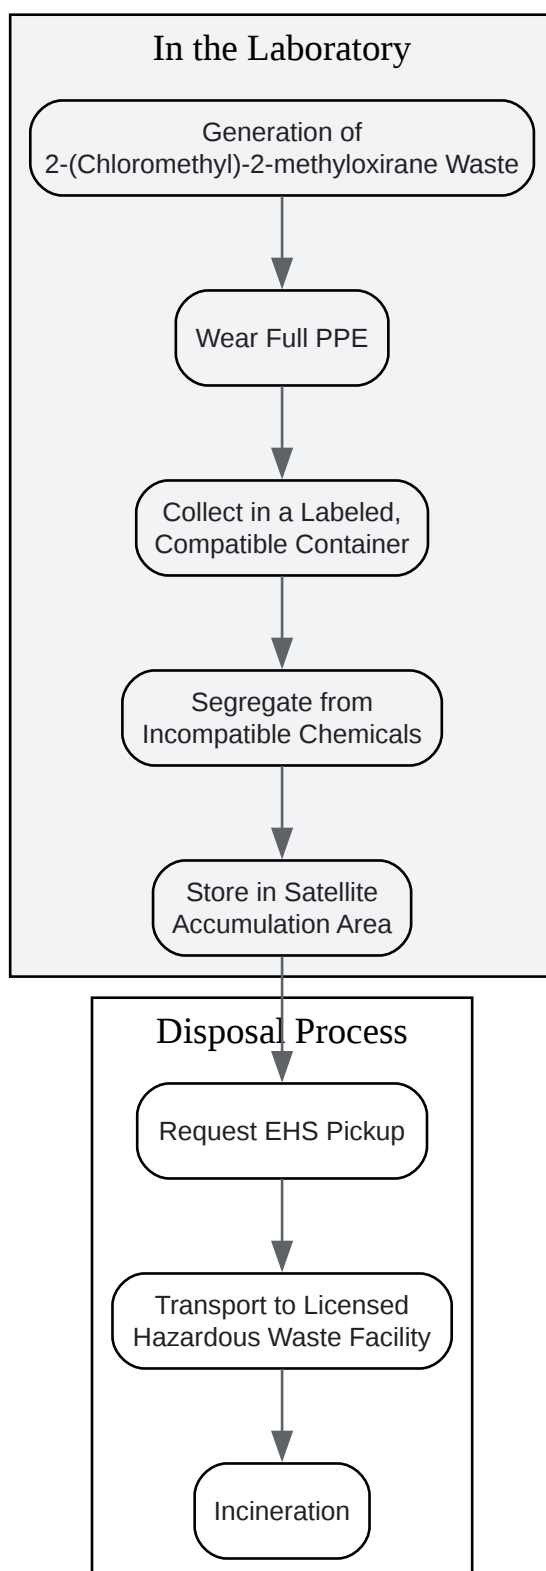 In the Laboratory
Generation of
2-(Chloromethyl)-2-methyloxirane Waste
Wear Full PPE
Collect in a Labeled,
Compatible Container
Segregate from
Incompatible Chemicals
Store in Satellite
Accumulation Area
Disposal Process
Request EHS Pickup
Transport to Licensed
Hazardous Waste Facility
Incineration